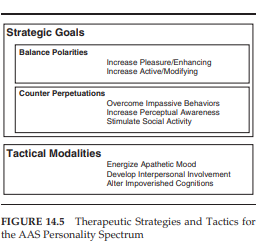 Strategic Goals
Balance Polarities
Increase Pleasure/Enhancing
Increase Active/Modifying
Counter Perpetuations
Overcome Impassive Behaviors
Increase Perceptual Awareness
Stimulate Social Activity
Tactical Modalities
Energize Apathetic Mood
Develop Interpersonal Involvement
Alter Impoverished Cognitions
FIGURE 14.5 Therapeutic Strategies and Tactics for
the AAS Personality Spectrum